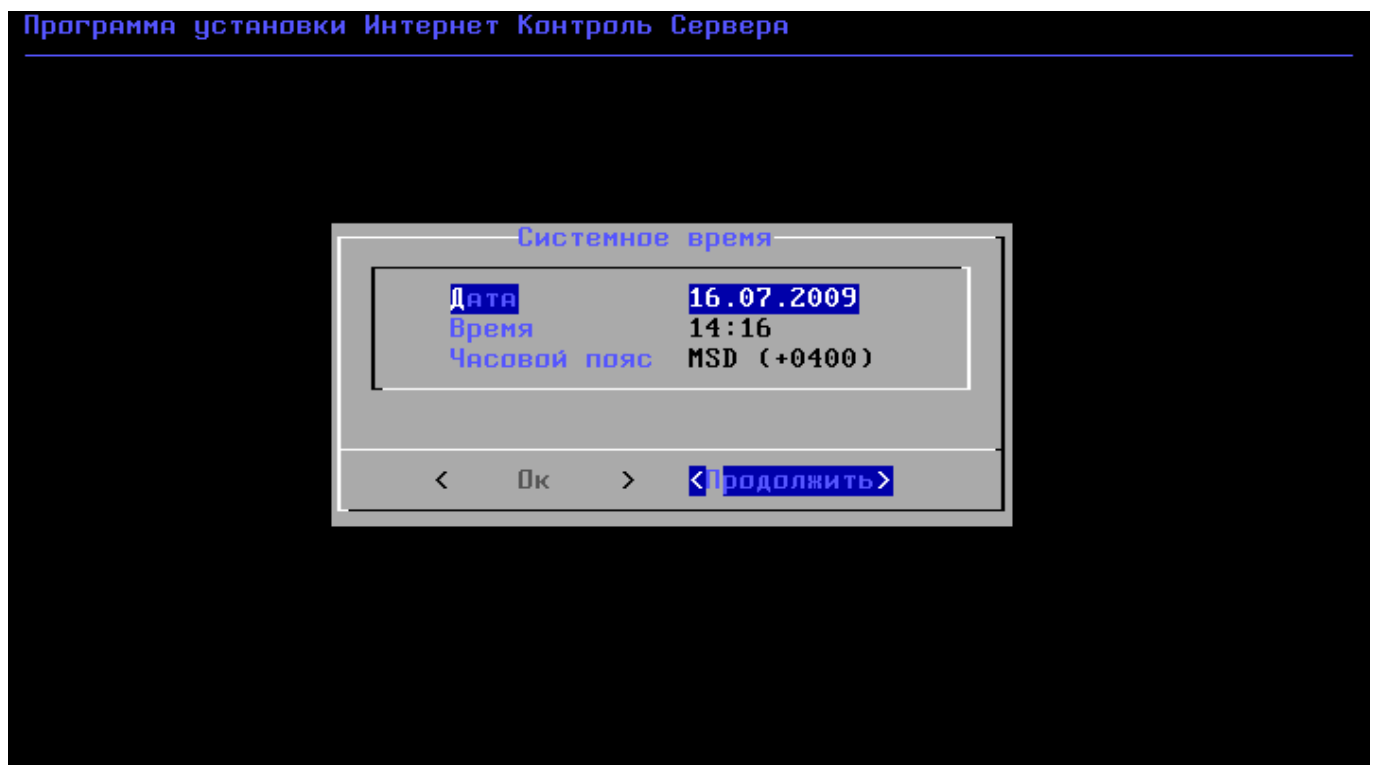 Программа установки Интернет Контроль Сервера
Системное время
Дата 16.07.2009
Время 14:16
Часовой пояс MSD (+0400)
< Ок > <Продолжить>